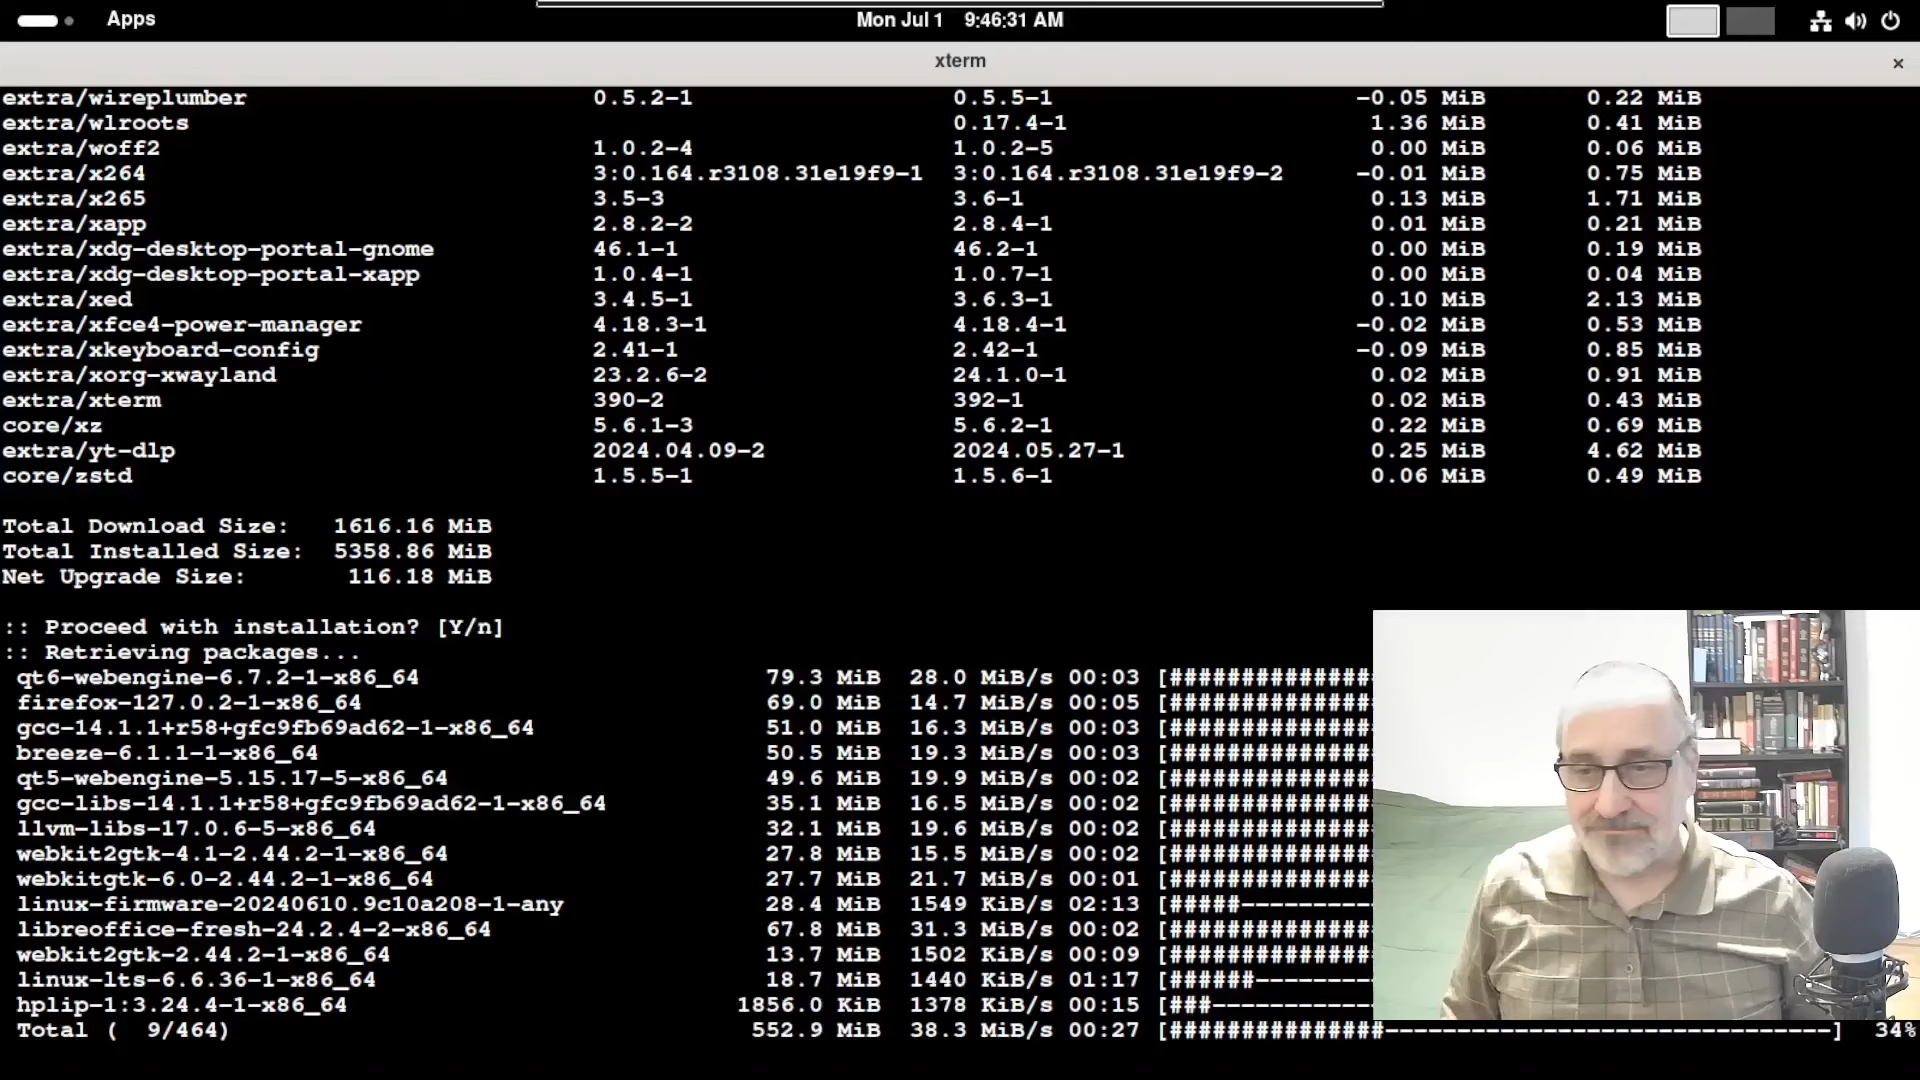 Apps
Mon Jul 1 9:46:31 AM
xterm
extra/wireplumber 0.5.2-1 0.5.5-1 -0.05 MiB 0.22 MiB
extra/wlroots 0.17.4-1 1.36 MiB 0.41 MiB
extra/woff2 1.0.2-4 1.0.2-5 0.00 MiB 0.06 MiB
extra/x264 3:0.164.r3108.31e19f9-1 3:0.164.r3108.31e19f9-2 -0.01 MiB 0.75 MiB
extra/x265 3.5-3 3.6-1 0.13 MiB 1.71 MiB
extra/xapp 2.8.2-2 2.8.4-1 0.01 MiB 0.21 MiB
extra/xdg-desktop-portal-gnome 46.1-1 46.2-1 0.00 MiB 0.19 MiB
extra/xdg-desktop-portal-xapp 1.0.4-1 1.0.7-1 0.00 MiB 0.04 MiB
extra/xed 3.4.5-1 3.6.3-1 0.10 MiB 2.13 MiB
extra/xfce4-power-manager 4.18.3-1 4.18.4-1 -0.02 MiB 0.53 MiB
extra/xkeyboard-config 2.41-1 2.42-1 -0.09 MiB 0.85 MiB
extra/xorg-xwayland 23.2.6-2 24.1.0-1 0.02 MiB 0.91 MiB
extra/xterm 390-2 392-1 0.02 MiB 0.43 MiB
core/xz 5.6.1-3 5.6.2-1 0.22 MiB 0.69 MiB
extra/yt-dlp 2024.04.09-2 2024.05.27-1 0.25 MiB 4.62 MiB
core/zstd 1.5.5-1 1.5.6-1 0.06 MiB 0.49 MiB
Total Download Size: 1616.16 MiB
Total Installed Size: 5358.86 MiB
Net Upgrade Size: 116.18 MiB
:: Proceed with installation? [Y/n]
:: Retrieving packages...
qt6-webengine-6.7.2-1-x86_64 79.3 MiB 28.0 MiB/s 00:03 [###############
firefox-127.0.2-1-x86_64 69.0 MiB 14.7 MiB/s 00:05 [###############
gcc-14.1.1+r58+gfc9fb69ad62-1-x86_64 51.0 MiB 16.3 MiB/s 00:03 [###############
breeze-6.1.1-1-x86_64 50.5 MiB 19.3 MiB/s 00:03 [###############
qt5-webengine-5.15.17-5-x86_64 49.6 MiB 19.9 MiB/s 00:02 [###############
gcc-libs-14.1.1+r58+gfc9fb69ad62-1-x86_64 35.1 MiB 16.5 MiB/s 00:02 [###############
llvm-libs-17.0.6-5-x86_64 32.1 MiB 19.6 MiB/s 00:02 [###############
webkit2gtk-4.1-2.44.2-1-x86_64 27.8 MiB 15.5 MiB/s 00:02 [###############
webkitgtk-6.0-2.44.2-1-x86_64 27.7 MiB 21.7 MiB/s 00:01 [###############
linux-firmware-20240610.9c10a208-1-any 28.4 MiB 1549 KiB/s 02:13 [#####----------
libreoffice-fresh-24.2.4-2-x86_64 67.8 MiB 31.3 MiB/s 00:02 [###############
webkit2gtk-2.44.2-1-x86_64 13.7 MiB 1502 KiB/s 00:09 [###############
linux-lts-6.6.36-1-x86_64 18.7 MiB 1440 KiB/s 01:17 [######---------
hplip-1:3.24.4-1-x86_64 1856.0 KiB 1378 KiB/s 00:15 [###------------
Total ( 9/464) 552.9 MiB 38.3 MiB/s 00:27 [###############-------------------------------] 34%